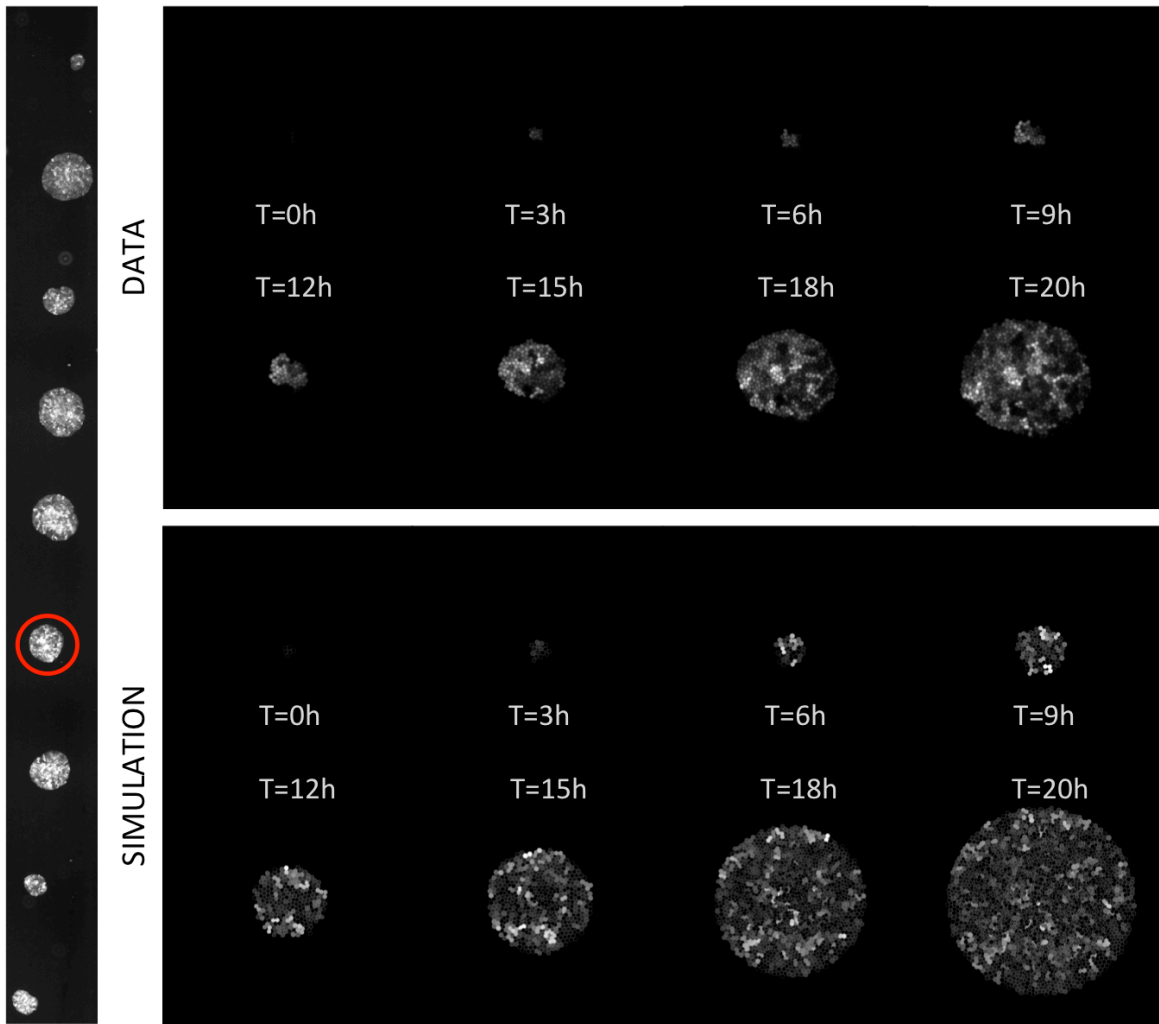 DATA
T=0h T=3h T=6h T=9h
T=12h T=15h T=18h T=20h
SIMULATION
T=0h T=3h T=6h T=9h
T=12h T=15h T=18h T=20h